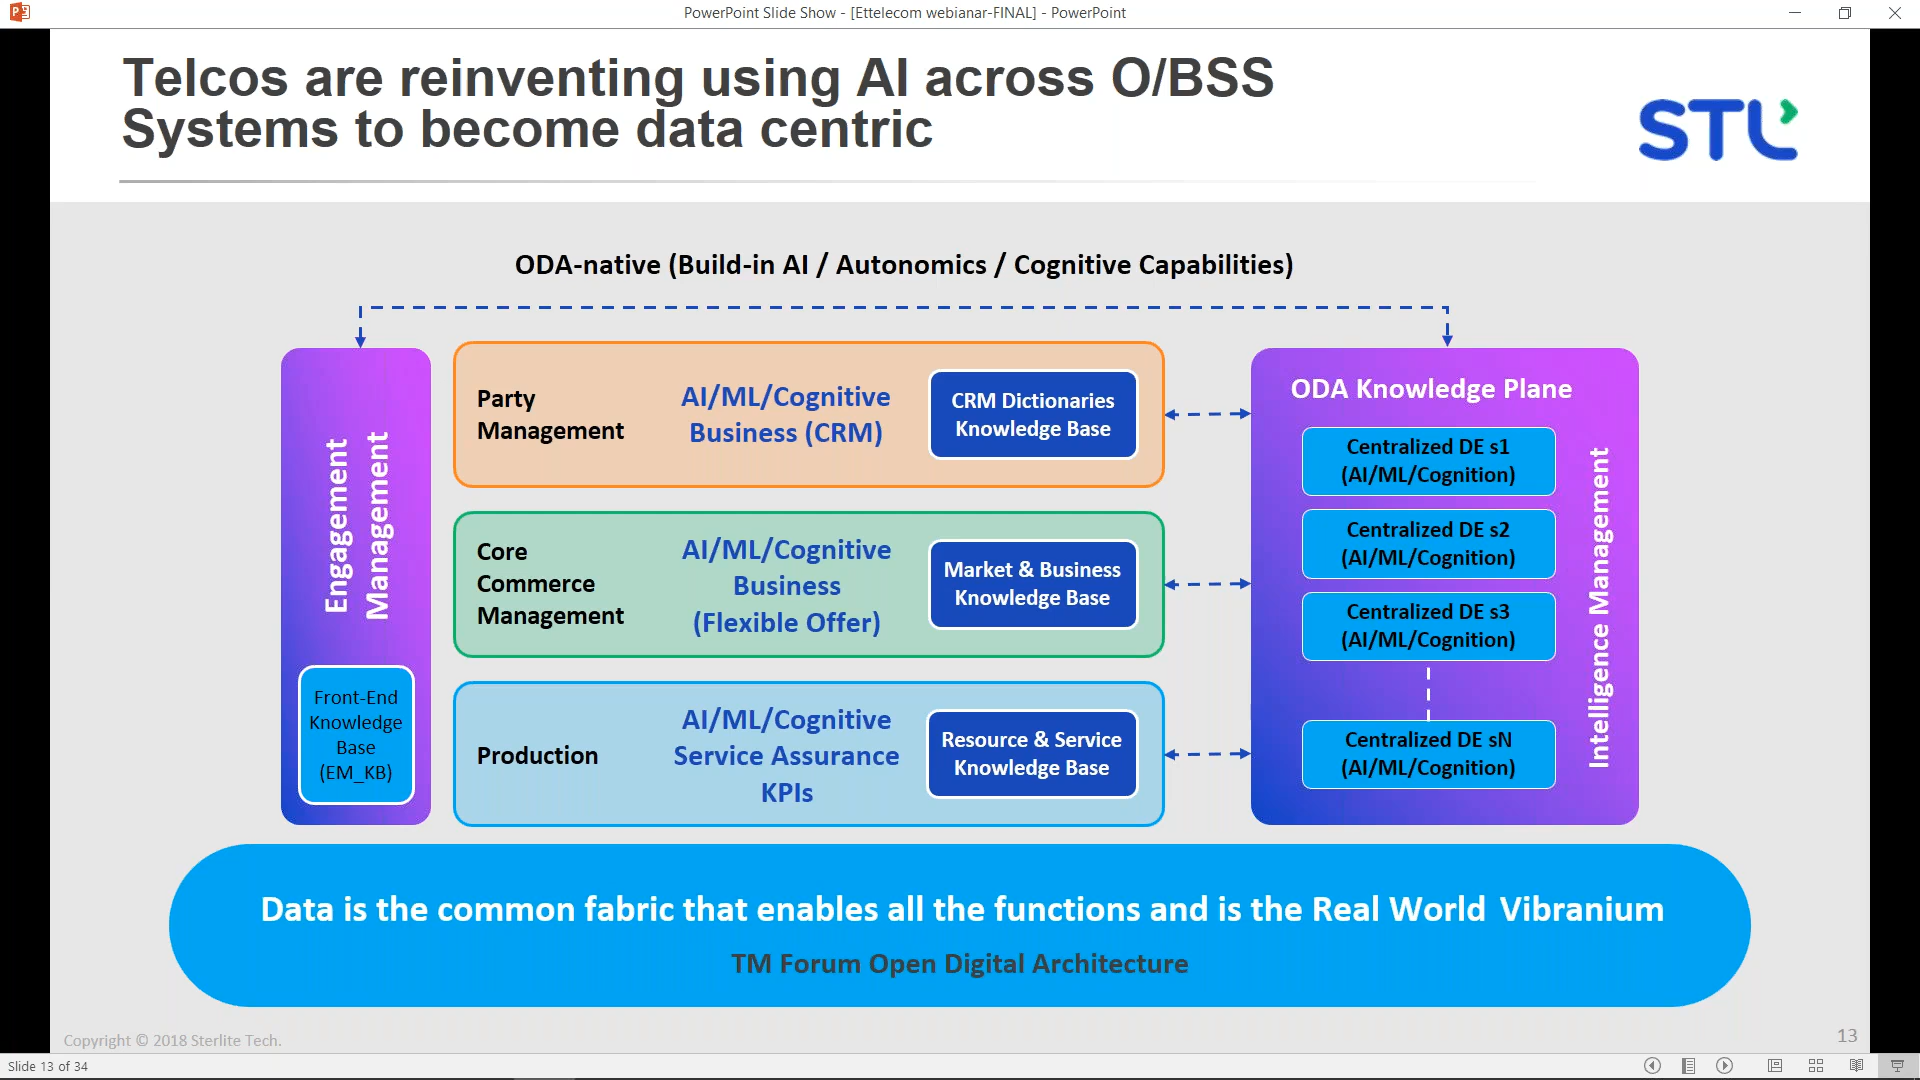 PowerPoint Slide Show - [Ettelecom webianar-FINAL] - PowerPoint
Telcos are reinventing using AI across O/BSS
Systems to become data centric
STL
ODA-native (Build-in AI / Autonomics / Cognitive Capabilities)
Engagement
Management
Front-End
Knowledge
Base
(EM_KB)
Party
Management
AI/ML/Cognitive
Business (CRM)
CRM Dictionaries
Knowledge Base
Core
Commerce
Management
AI/ML/Cognitive
Business
(Flexible Offer)
Market & Business
Knowledge Base
Production
AI/ML/Cognitive
Service Assurance
KPIs
Resource & Service
Knowledge Base
ODA Knowledge Plane
Centralized DE s1
(AI/ML/Cognition)
Centralized DE s2
(AI/ML/Cognition)
Centralized DE s3
(AI/ML/Cognition)
Centralized DE sN
(AI/ML/Cognition)
Intelligence Management
Data is the common fabric that enables all the functions and is the Real World Vibranium
TM Forum Open Digital Architecture
Copyright © 2018 Sterlite Tech.
13
Slide 13 of 34